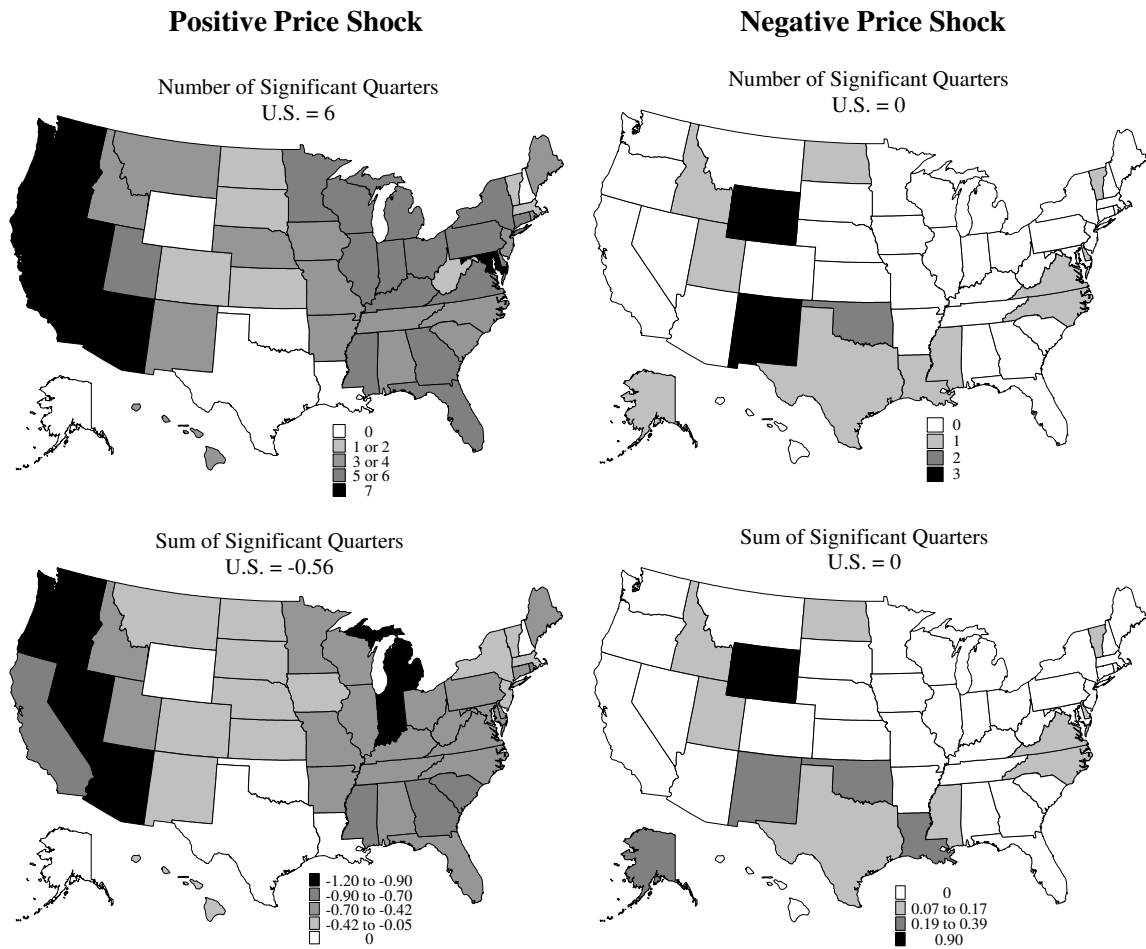 Positive Price Shock
Number of Significant Quarters
U.S. = 6
0
1 or 2
3 or 4
5 or 6
7
Negative Price Shock
Number of Significant Quarters
U.S. = 0
0
1
2
3
Sum of Significant Quarters
U.S. = -0.56
-1.20 to -0.90
-0.90 to -0.70
-0.70 to -0.42
-0.42 to -0.05
0
Sum of Significant Quarters
U.S. = 0
0
0.07 to 0.17
0.19 to 0.39
0.90